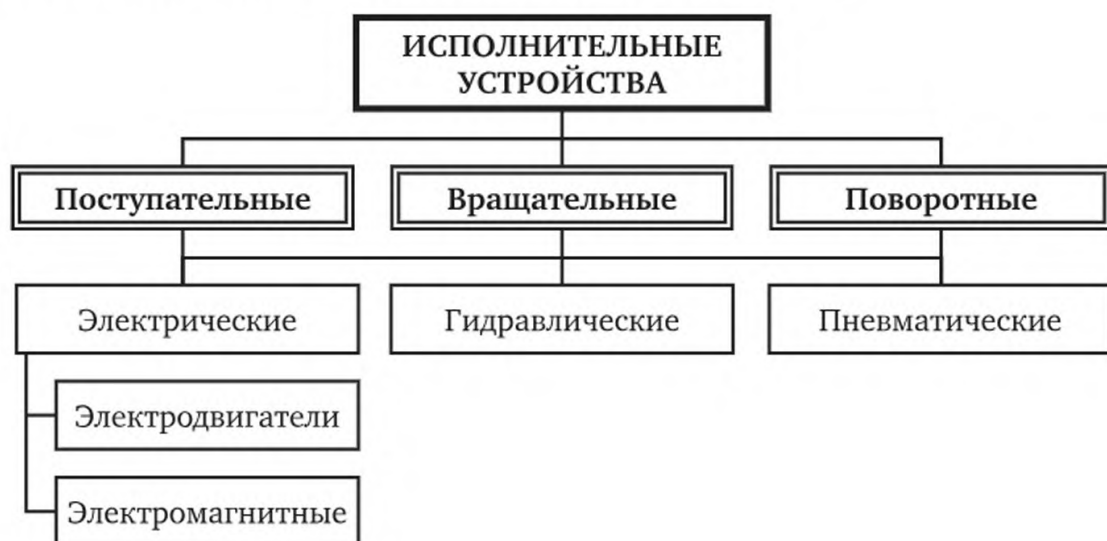 ИСПОЛНИТЕЛЬНЫЕ
УСТРОЙСТВА
Поступательные
Вращательные
Поворотные
Электрические
Гидравлические
Пневматические
Электродвигатели
Электромагнитные